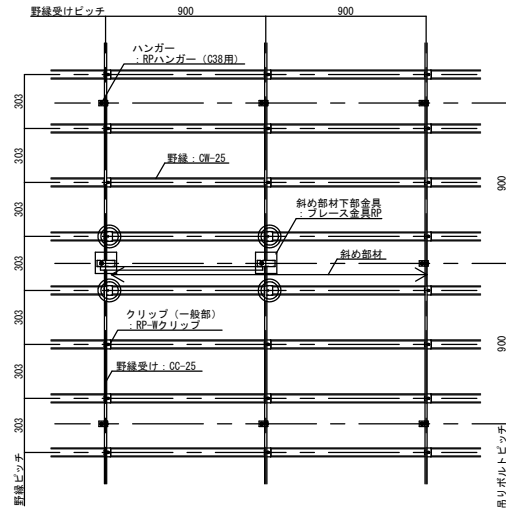 野縁受けピッチ
900
900
ハンガー
：RPハンガー（C38用）
303
303
野縁：CW-25
303
900
斜め部材下部金具
：ブレース金具RP
303
斜め部材
303
クリップ（一般部）
：RP-Wクリップ
303
900
野縁受け：CC-25
303
野縁ピッチ
吊りボルトピッチ